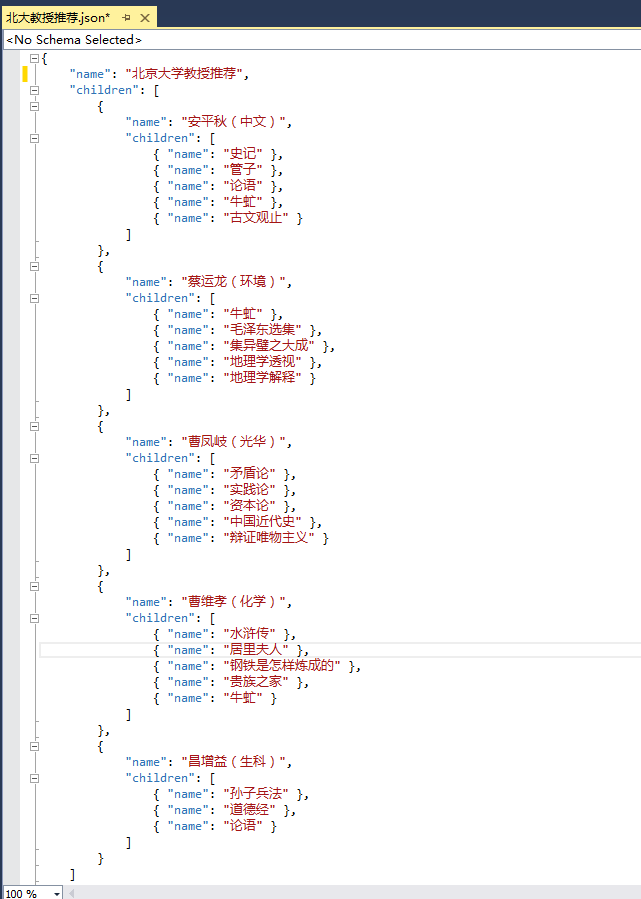 北大教授推荐.json*
<No Schema Selected>
{
"name": "北京大学教授推荐",
"children": [
{
"name": "安平秋（中文）",
"children": [
{ "name": "史记" },
{ "name": "管子" },
{ "name": "论语" },
{ "name": "牛虻" },
{ "name": "古文观止" }
]
},
{
"name": "蔡运龙（环境）",
"children": [
{ "name": "牛虻" },
{ "name": "毛泽东选集" },
{ "name": "集异璧之大成" },
{ "name": "地理学透视" },
{ "name": "地理学解释" }
]
},
{
"name": "曹凤岐（光华）",
"children": [
{ "name": "矛盾论" },
{ "name": "实践论" },
{ "name": "资本论" },
{ "name": "中国近代史" },
{ "name": "辩证唯物主义" }
]
},
{
"name": "曹维孝（化学）",
"children": [
{ "name": "水浒传" },
{ "name": "居里夫人" },
{ "name": "钢铁是怎样炼成的" },
{ "name": "贵族之家" },
{ "name": "牛虻" }
]
},
{
"name": "昌增益（生科）",
"children": [
{ "name": "孙子兵法" },
{ "name": "道德经" },
{ "name": "论语" }
]
}
]
100 %